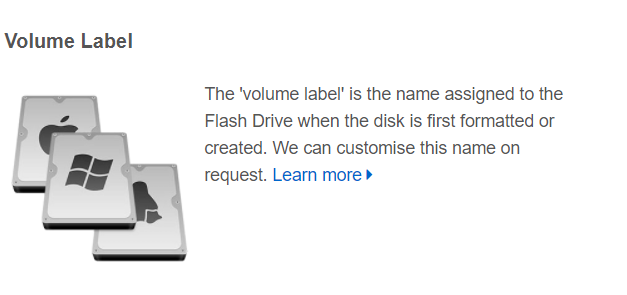 Volume Label
The 'volume label' is the name assigned to the
Flash Drive when the disk is first formatted or
created. We can customise this name on
request. Learn more